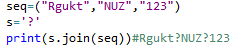 seq=("Rgukt","NUZ","123")
s='?'
print(s.join(seq))#Rgukt?NUZ?123